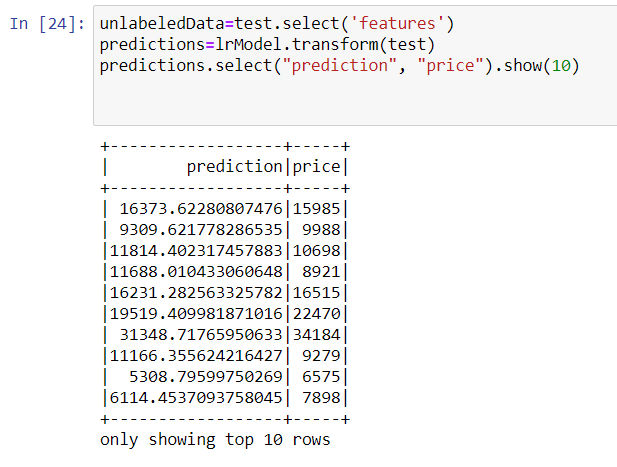 In [24]: unlabeledData=test.select('features')
predictions=lrModel.transform(test)
predictions.select("prediction", "price").show(10)
+------------------+-----+
|        prediction|price|
+------------------+-----+
| 16373.62280807476|15985|
| 9309.621778286535| 9988|
|11814.402317457883|10698|
|11688.010433060648| 8921|
|16231.282563325782|16515|
|19519.409981871016|22470|
| 31348.71765950633|34184|
|11166.355624216427| 9279|
|  5308.79599750269| 6575|
|6114.4537093758045| 7898|
+------------------+-----+
only showing top 10 rows